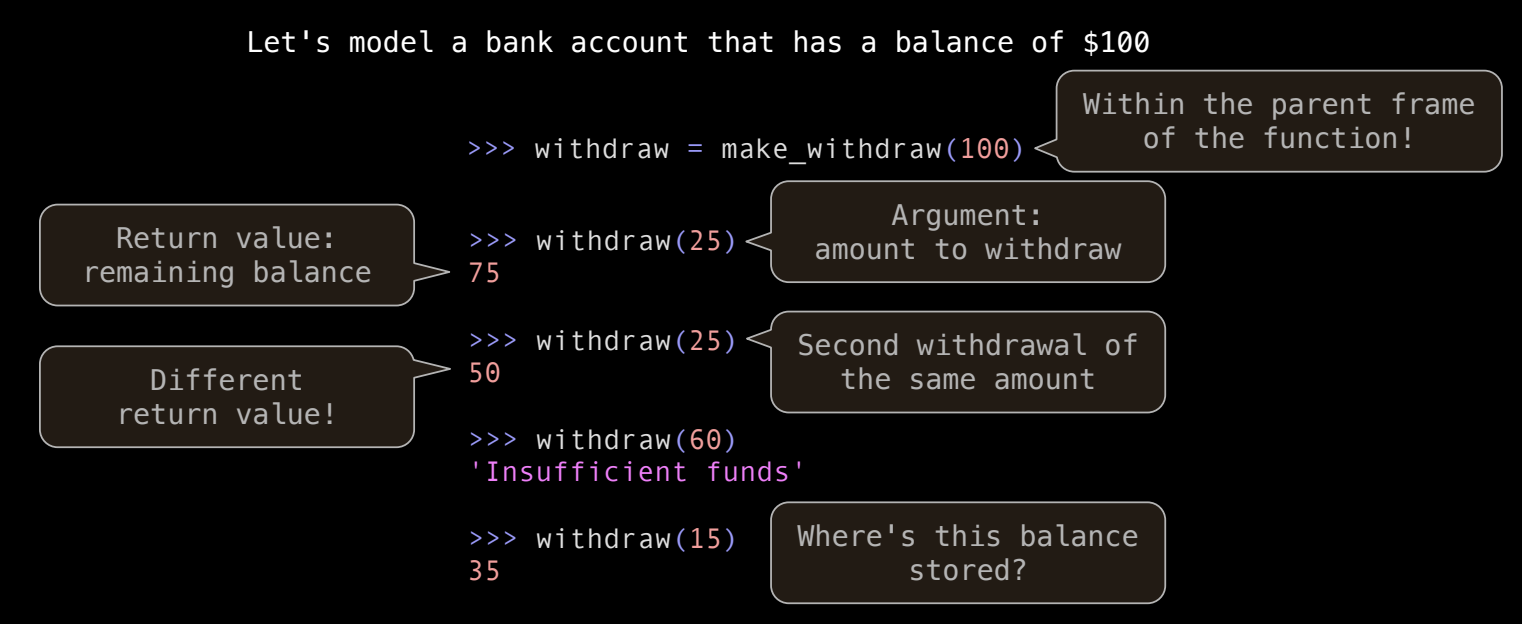 Let's model a bank account that has a balance of $100
Within the parent frame
of the function!
>>> withdraw = make_withdraw(100)
Argument:
amount to withdraw
Return value:
remaining balance
>>> withdraw(25)
75
Second withdrawal of
the same amount
>>> withdraw(25)
50
Different
return value!
>>> withdraw(60)
'Insufficient funds'
>>> withdraw(15)
35
Where's this balance
stored?